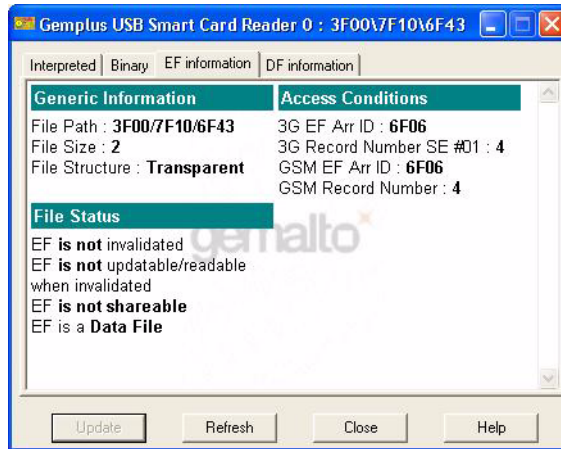 Gemplus USB Smart Card Reader 0 : 3F00\7F10\6F43
Interpreted Binary EF information DF information
Generic Information
File Path : 3F00/7F10/6F43
File Size : 2
File Structure : Transparent
File Status
EF is not invalidated
EF is not updatable/readable
when invalidated
EF is not shareable
EF is a Data File
Access Conditions
3G EF Arr ID : 6F06
3G Record Number SE #01 : 4
GSM EF Arr ID : 6F06
GSM Record Number : 4
gemalto
Update Refresh Close Help